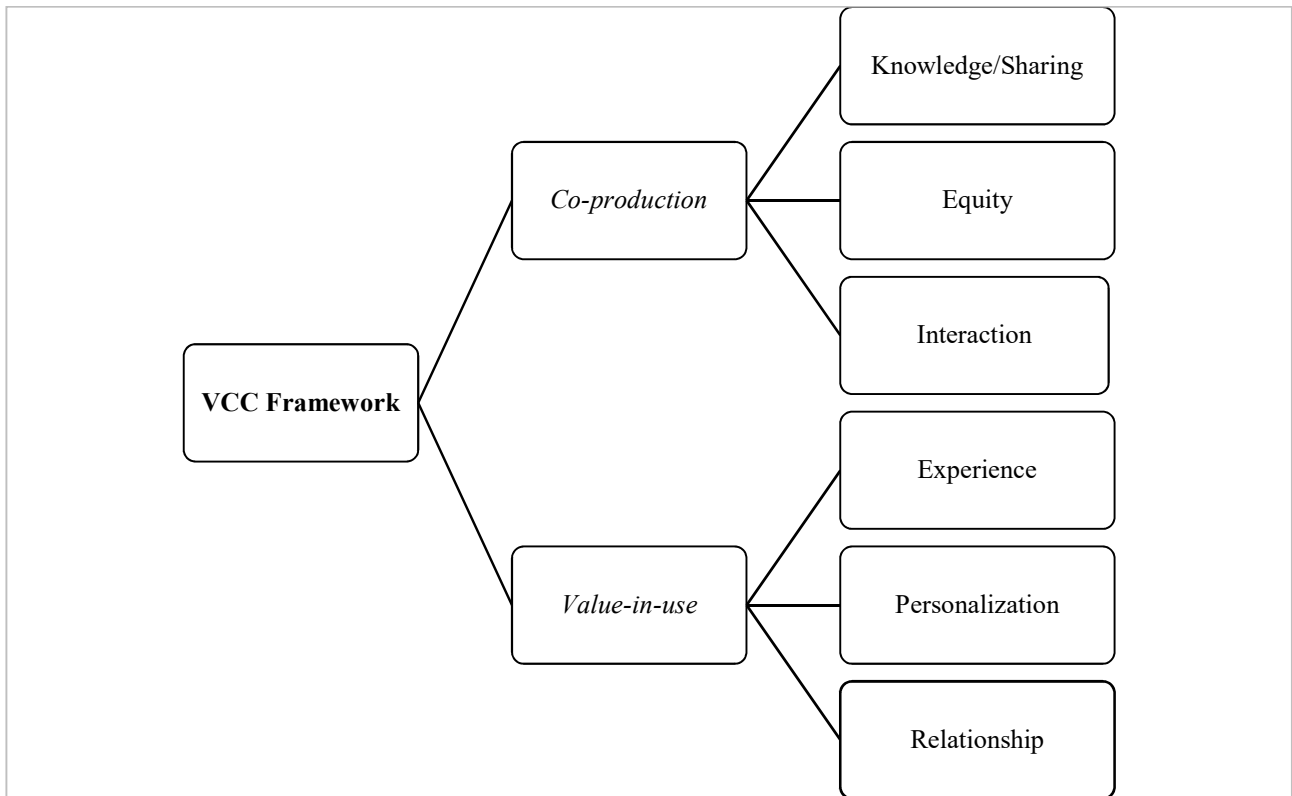 VCC Framework
Co-production
Knowledge/Sharing
Equity
Interaction
Value-in-use
Experience
Personalization
Relationship